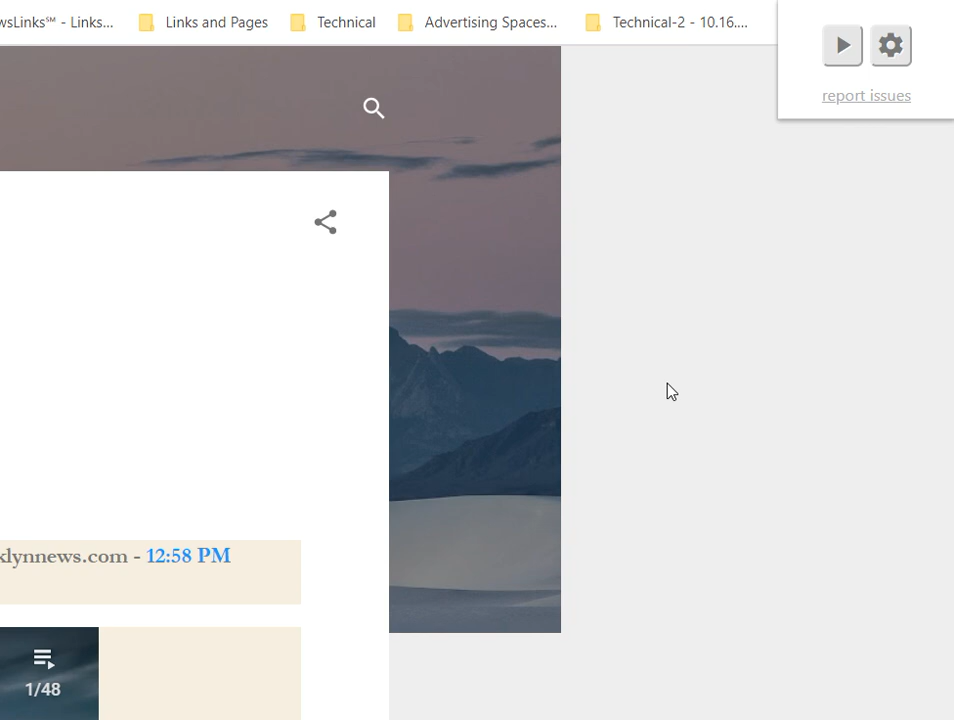 wsLinks℠ - Links...
Links and Pages
Technical
Advertising Spaces...
Technical-2 - 10.16....
report issues
klynnews.com - 12:58 PM
1/48